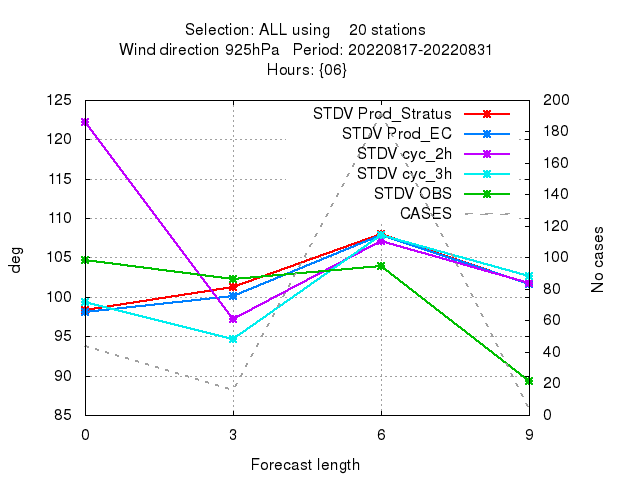 Selection: ALL using    20 stations
Wind direction 925hPa   Period: 20220817-20220831
Hours: {06}
125
120
115
110
105
100
95
90
85
200
180
160
140
120
100
80
60
40
20
0
STDV Prod_Stratus
STDV Prod_EC
STDV cyc_2h
STDV cyc_3h
STDV OBS
CASES
deg
No cases
0
3
6
9
Forecast length